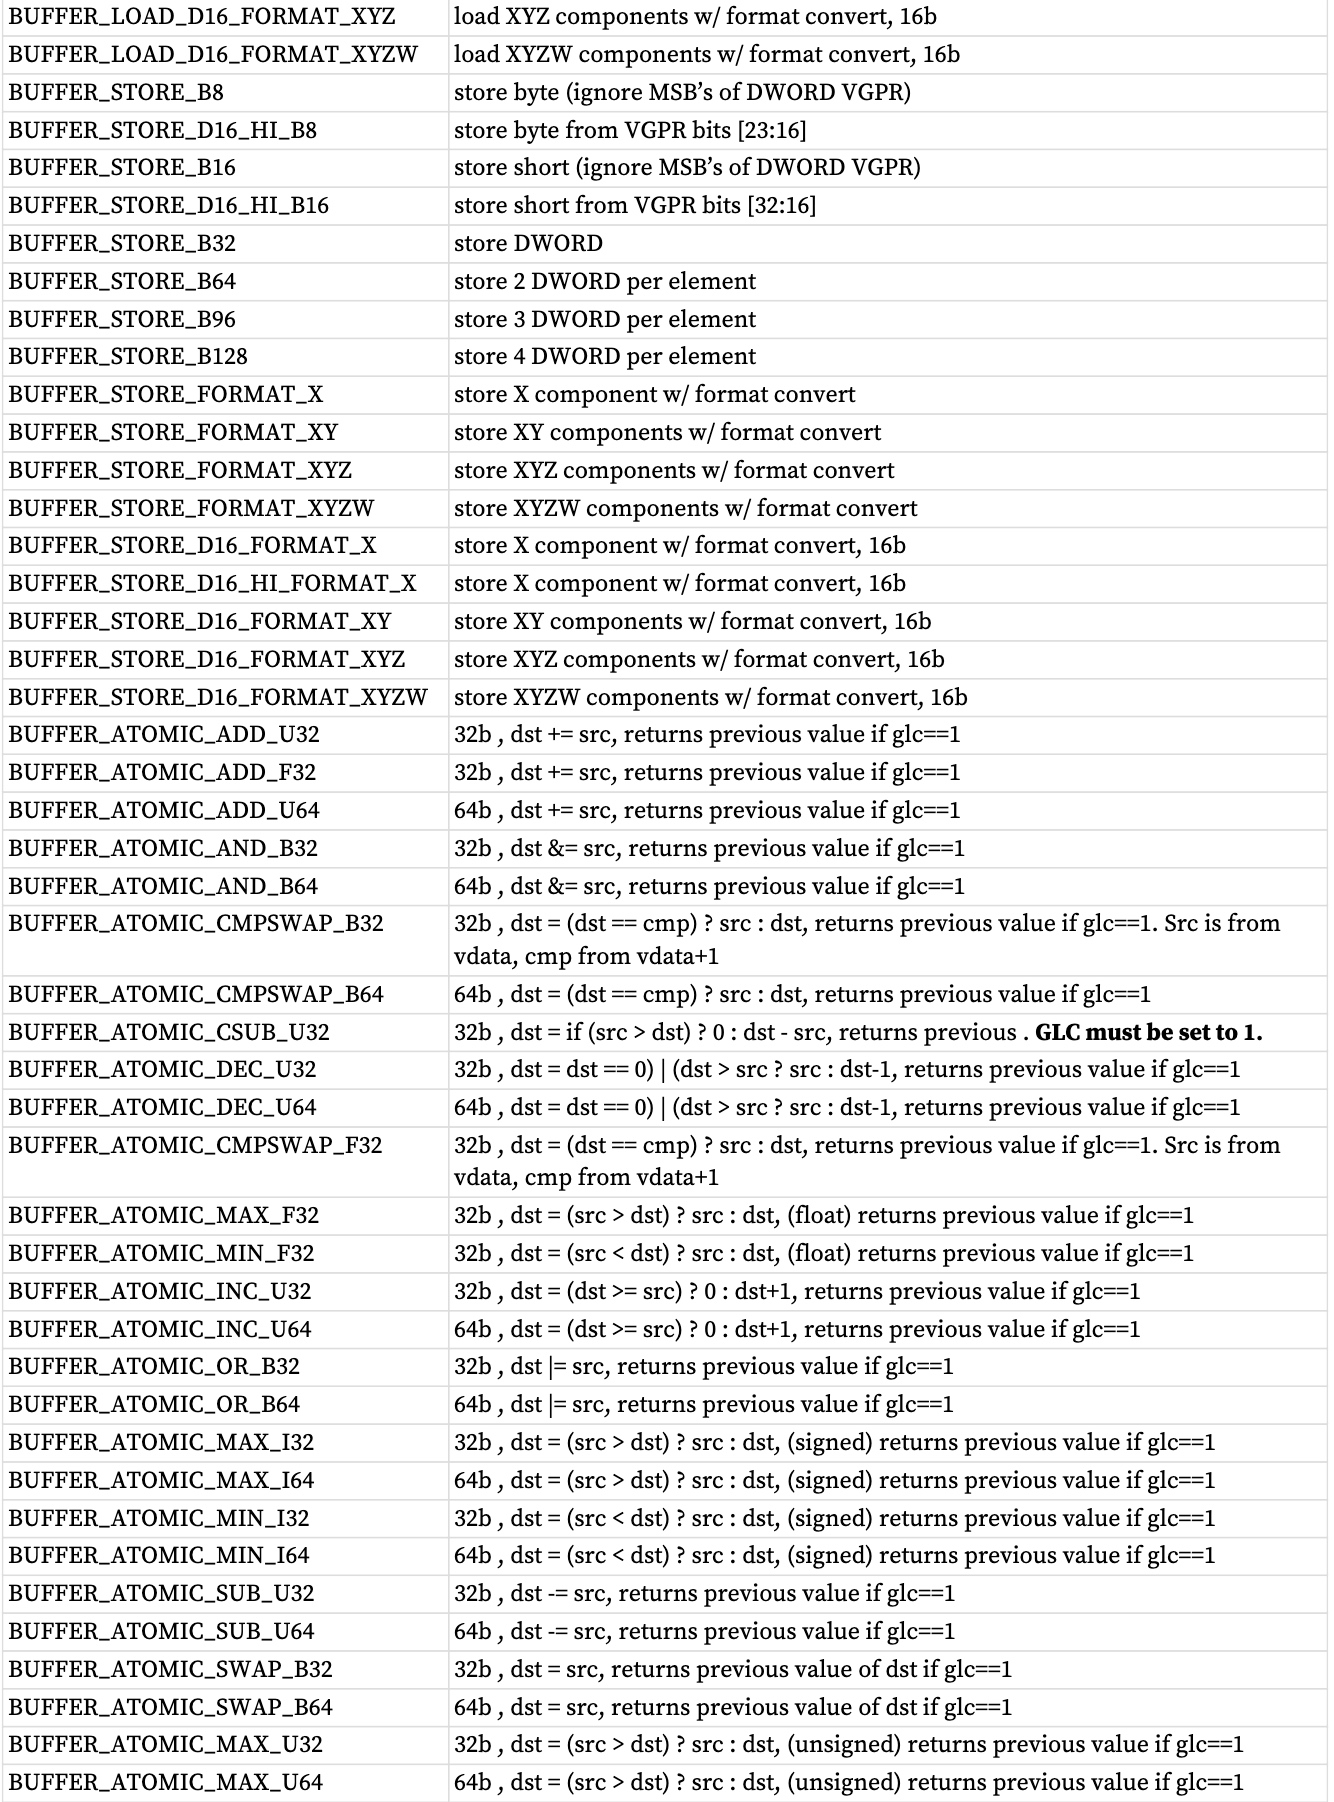 BUFFER_LOAD_D16_FORMAT_XYZ load XYZ components w/ format convert, 16b
BUFFER_LOAD_D16_FORMAT_XYZW load XYZW components w/ format convert, 16b
BUFFER_STORE_B8 store byte (ignore MSB’s of DWORD VGPR)
BUFFER_STORE_D16_HI_B8 store byte from VGPR bits [23:16]
BUFFER_STORE_B16 store short (ignore MSB’s of DWORD VGPR)
BUFFER_STORE_D16_HI_B16 store short from VGPR bits [32:16]
BUFFER_STORE_B32 store DWORD
BUFFER_STORE_B64 store 2 DWORD per element
BUFFER_STORE_B96 store 3 DWORD per element
BUFFER_STORE_B128 store 4 DWORD per element
BUFFER_STORE_FORMAT_X store X component w/ format convert
BUFFER_STORE_FORMAT_XY store XY components w/ format convert
BUFFER_STORE_FORMAT_XYZ store XYZ components w/ format convert
BUFFER_STORE_FORMAT_XYZW store XYZW components w/ format convert
BUFFER_STORE_D16_FORMAT_X store X component w/ format convert, 16b
BUFFER_STORE_D16_HI_FORMAT_X store X component w/ format convert, 16b
BUFFER_STORE_D16_FORMAT_XY store XY components w/ format convert, 16b
BUFFER_STORE_D16_FORMAT_XYZ store XYZ components w/ format convert, 16b
BUFFER_STORE_D16_FORMAT_XYZW store XYZW components w/ format convert, 16b
BUFFER_ATOMIC_ADD_U32 32b , dst += src, returns previous value if glc==1
BUFFER_ATOMIC_ADD_F32 32b , dst += src, returns previous value if glc==1
BUFFER_ATOMIC_ADD_U64 64b , dst += src, returns previous value if glc==1
BUFFER_ATOMIC_AND_B32 32b , dst &= src, returns previous value if glc==1
BUFFER_ATOMIC_AND_B64 64b , dst &= src, returns previous value if glc==1
BUFFER_ATOMIC_CMPSWAP_B32 32b , dst = (dst == cmp) ? src : dst, returns previous value if glc==1. Src is from
vdata, cmp from vdata+1
BUFFER_ATOMIC_CMPSWAP_B64 64b , dst = (dst == cmp) ? src : dst, returns previous value if glc==1
BUFFER_ATOMIC_CSUB_U32 32b , dst = if (src > dst) ? 0 : dst - src, returns previous . GLC must be set to 1.
BUFFER_ATOMIC_DEC_U32 32b , dst = dst == 0) | (dst > src ? src : dst-1, returns previous value if glc==1
BUFFER_ATOMIC_DEC_U64 64b , dst = dst == 0) | (dst > src ? src : dst-1, returns previous value if glc==1
BUFFER_ATOMIC_CMPSWAP_F32 32b , dst = (dst == cmp) ? src : dst, returns previous value if glc==1. Src is from
vdata, cmp from vdata+1
BUFFER_ATOMIC_MAX_F32 32b , dst = (src > dst) ? src : dst, (float) returns previous value if glc==1
BUFFER_ATOMIC_MIN_F32 32b , dst = (src < dst) ? src : dst, (float) returns previous value if glc==1
BUFFER_ATOMIC_INC_U32 32b , dst = (dst >= src) ? 0 : dst+1, returns previous value if glc==1
BUFFER_ATOMIC_INC_U64 64b , dst = (dst >= src) ? 0 : dst+1, returns previous value if glc==1
BUFFER_ATOMIC_OR_B32 32b , dst |= src, returns previous value if glc==1
BUFFER_ATOMIC_OR_B64 64b , dst |= src, returns previous value if glc==1
BUFFER_ATOMIC_MAX_I32 32b , dst = (src > dst) ? src : dst, (signed) returns previous value if glc==1
BUFFER_ATOMIC_MAX_I64 64b , dst = (src > dst) ? src : dst, (signed) returns previous value if glc==1
BUFFER_ATOMIC_MIN_I32 32b , dst = (src < dst) ? src : dst, (signed) returns previous value if glc==1
BUFFER_ATOMIC_MIN_I64 64b , dst = (src < dst) ? src : dst, (signed) returns previous value if glc==1
BUFFER_ATOMIC_SUB_U32 32b , dst -= src, returns previous value if glc==1
BUFFER_ATOMIC_SUB_U64 64b , dst -= src, returns previous value if glc==1
BUFFER_ATOMIC_SWAP_B32 32b , dst = src, returns previous value of dst if glc==1
BUFFER_ATOMIC_SWAP_B64 64b , dst = src, returns previous value of dst if glc==1
BUFFER_ATOMIC_MAX_U32 32b , dst = (src > dst) ? src : dst, (unsigned) returns previous value if glc==1
BUFFER_ATOMIC_MAX_U64 64b , dst = (src > dst) ? src : dst, (unsigned) returns previous value if glc==1